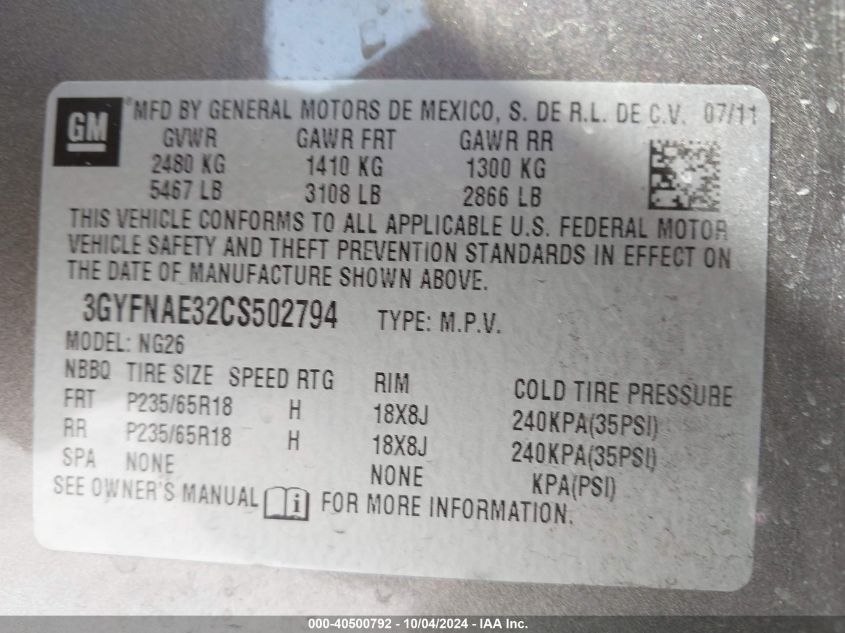 GM ® MFD BY GENERAL MOTORS DE MEXICO, S. DE R.L. DE C.V. 07/11
GVWR GAWR FRT GAWR RR
2480 KG 1410 KG 1300 KG
5467 LB 3108 LB 2866 LB
THIS VEHICLE CONFORMS TO ALL APPLICABLE U.S. FEDERAL MOTOR
VEHICLE SAFETY AND THEFT PREVENTION STANDARDS IN EFFECT ON
THE DATE OF MANUFACTURE SHOWN ABOVE.
3GYFNAE32CS502794 TYPE: M.P.V.
MODEL: NG26
NBBQ TIRE SIZE SPEED RTG RIM COLD TIRE PRESSURE
FRT P235/65R18 H 18X8J 240KPA(35PSI)
RR P235/65R18 H 18X8J 240KPA(35PSI)
SPA NONE NONE KPA(PSI)
SEE OWNER'S MANUAL i FOR MORE INFORMATION.
000-40500792 - 10/04/2024 - IAA Inc.